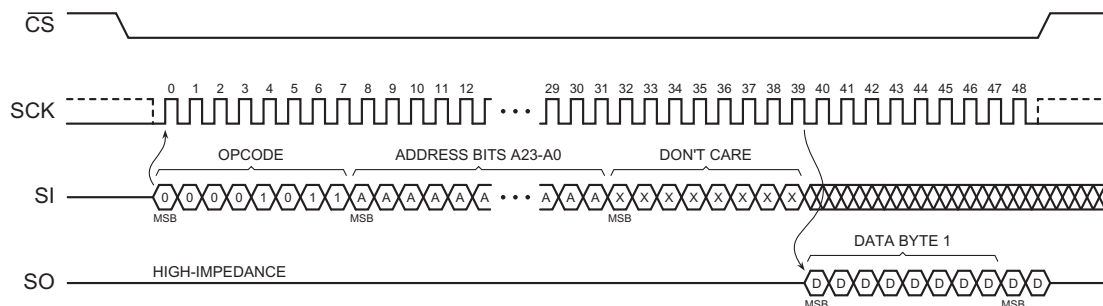 CS
0 1 2 3 4 5 6 7 8 9 10 11 12 29 30 31 32 33 34 35 36 37 38 39 40 41 42 43 44 45 46 47 48
SCK
OPCODE ADDRESS BITS A23-A0 DON'T CARE
SI 0 0 0 0 1 0 1 1 A A A A A A A A A X X X X X X X X
MSB MSB MSB
DATA BYTE 1
HIGH-IMPEDANCE
SO D D D D D D D D D D
MSB MSB